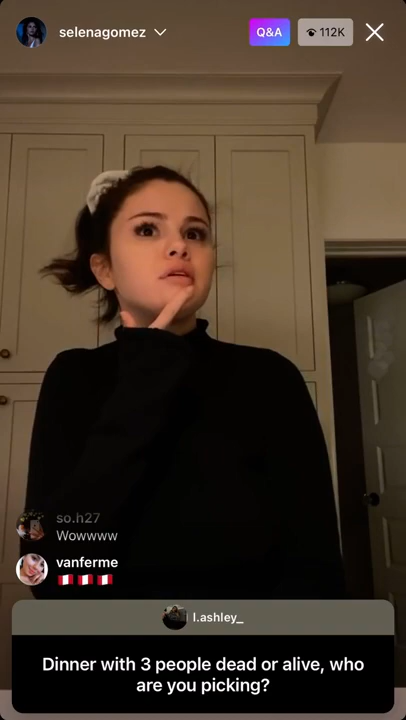 selenagomez
Q&A
112K
so.h27
Wowwww
vanferme
l.ashley_
Dinner with 3 people dead or alive, who
are you picking?